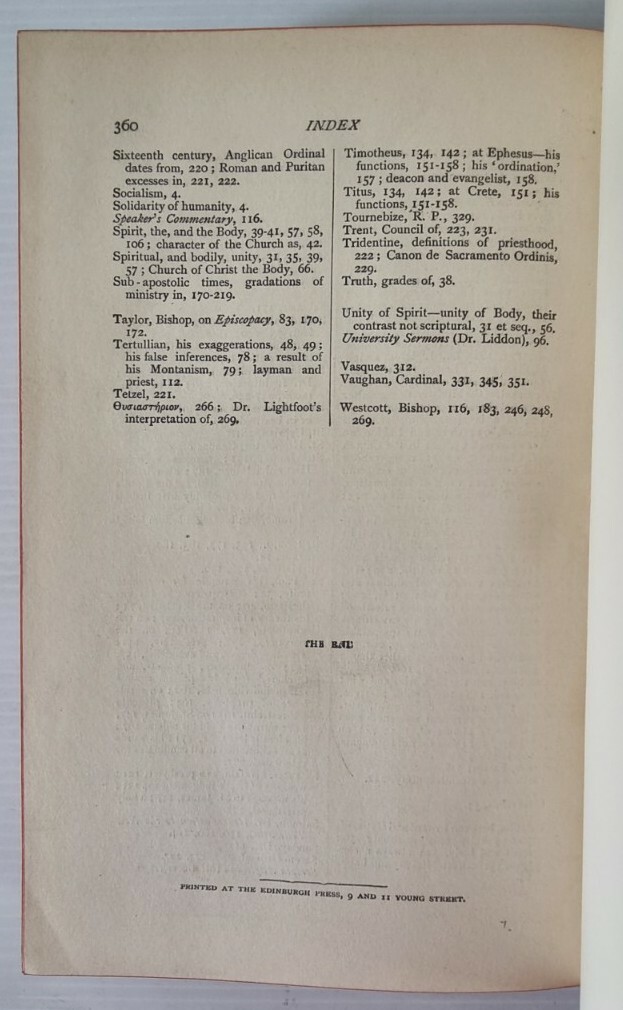 360
INDEX
Sixteenth century, Anglican Ordinal
dates from, 220; Roman and Puritan
excesses in, 221, 222.
Socialism, 4.
Solidarity of humanity, 4.
Speaker's Commentary, 116.
Spirit, the, and the Body, 39-41, 57, 58,
106; character of the Church as, 42.
Spiritual, and bodily, unity, 31, 35, 39,
57; Church of Christ the Body, 66.
Sub-apostolic times, gradations of
ministry in, 170-219.
Taylor, Bishop, on Episcopacy, 83, 170,
172.
Tertullian, his exaggerations, 48, 49;
his false inferences, 78; a result of
his Montanism, 79; layman and
priest, 112.
Tetzel, 221.
Θυσιαστήριον, 266; Dr. Lightfoot's
interpretation of, 269.
Timotheus, 134, 142; at Ephesus—his
functions, 151-158; his 'ordination,'
157; deacon and evangelist, 158.
Titus, 134, 142; at Crete, 151; his
functions, 151-158.
Tournebize, R. P., 329.
Trent, Council of, 223, 231.
Tridentine, definitions of priesthood,
222; Canon de Sacramento Ordinis,
229.
Truth, grades of, 38.
Unity of Spirit—unity of Body, their
contrast not scriptural, 31 et seq., 56.
University Sermons (Dr. Liddon), 96.
Vasquez, 312.
Vaughan, Cardinal, 331, 345, 351.
Westcott, Bishop, 116, 183, 246, 248,
269.
THE END
PRINTED AT THE EDINBURGH PRESS, 9 AND 11 YOUNG STREET.